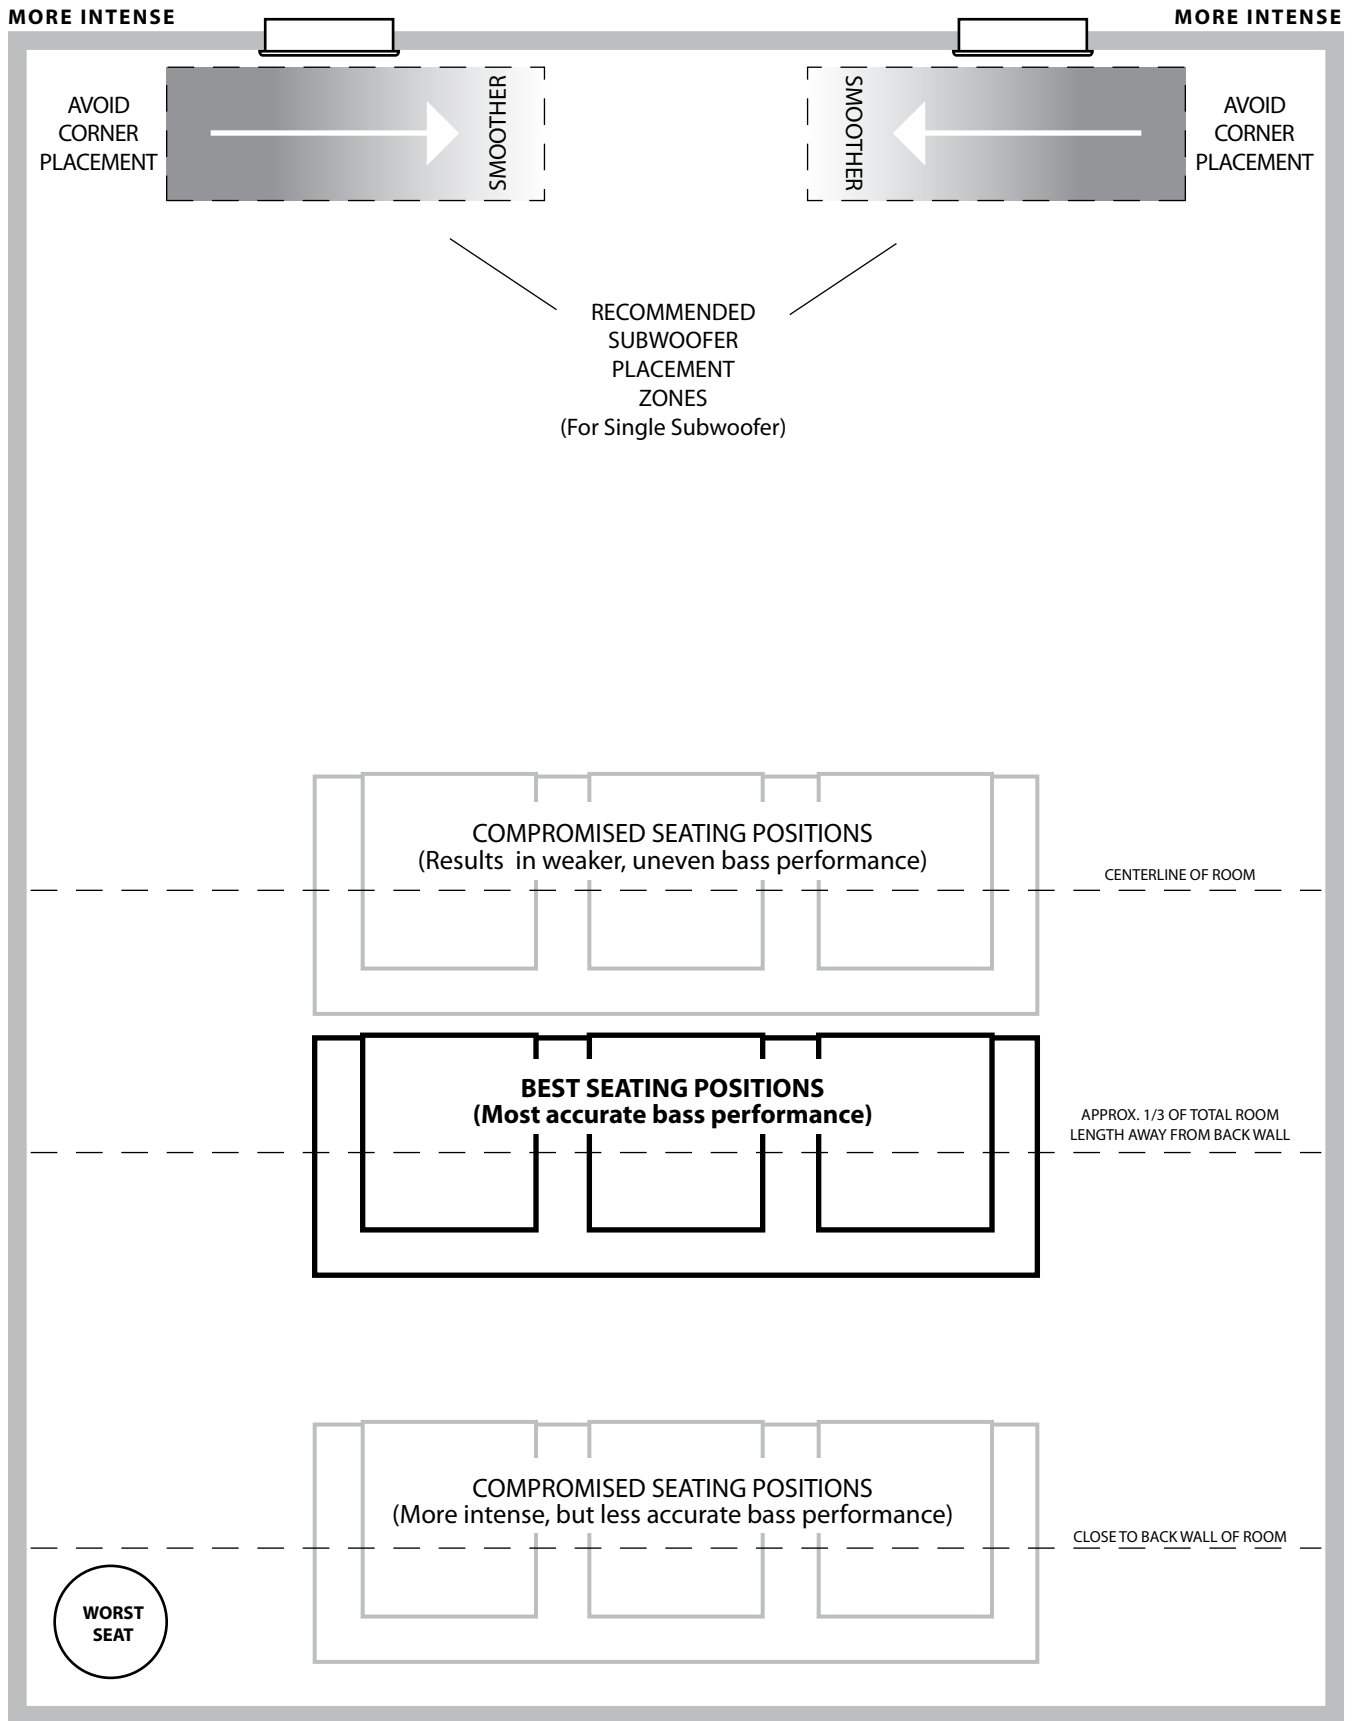 MORE INTENSE
MORE INTENSE
AVOID
CORNER
PLACEMENT
SMOOTHER
SMOOTHER
AVOID
CORNER
PLACEMENT
RECOMMENDED
SUBWOOFER
PLACEMENT
ZONES
(For Single Subwoofer)
COMPROMISED SEATING POSITIONS
(Results in weaker, uneven bass performance)
CENTERLINE OF ROOM
BEST SEATING POSITIONS
(Most accurate bass performance)
APPROX. 1/3 OF TOTAL ROOM
LENGTH AWAY FROM BACK WALL
COMPROMISED SEATING POSITIONS
(More intense, but less accurate bass performance)
CLOSE TO BACK WALL OF ROOM
WORST
SEAT